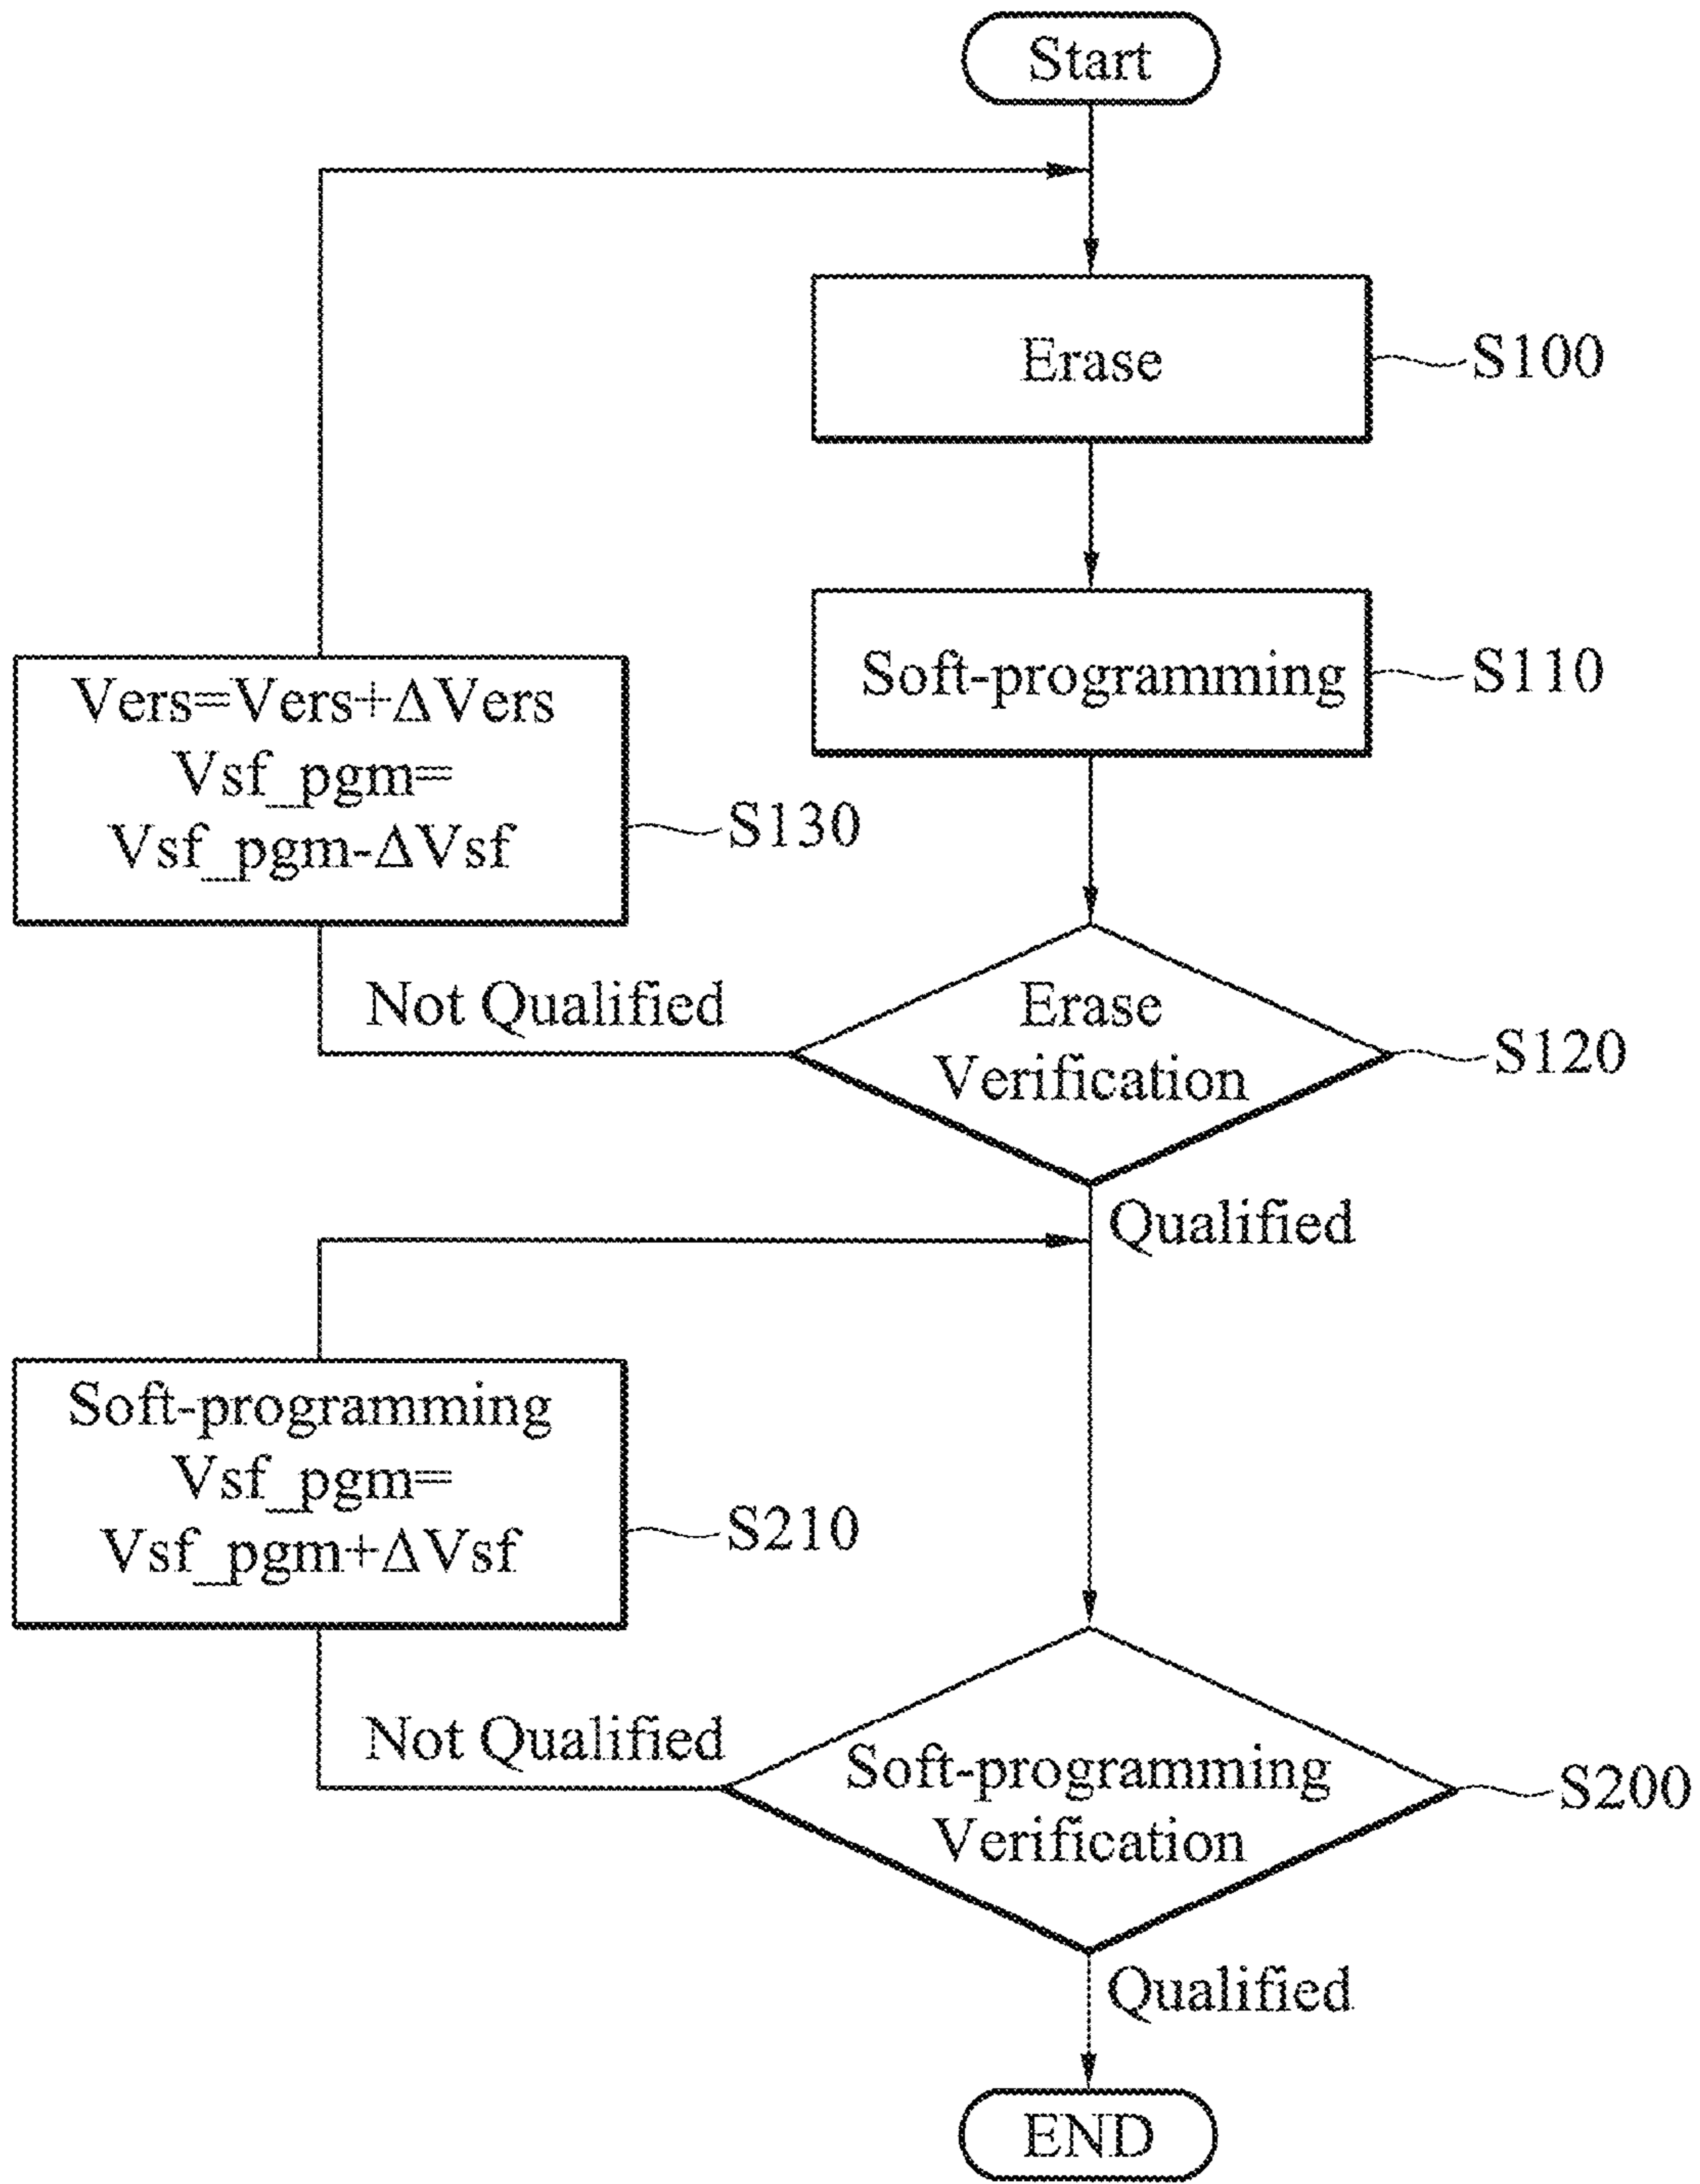 Start
Erase
S100
Soft-programming
S110
Vers=Vers+ΔVers
Vsf_pgm=
Vsf_pgm-ΔVsf
S130
Not Qualified
Erase
Verification
S120
Qualified
Soft-programming
Vsf_pgm=
Vsf_pgm+ΔVsf
S210
Not Qualified
Soft-programming
Verification
S200
Qualified
END